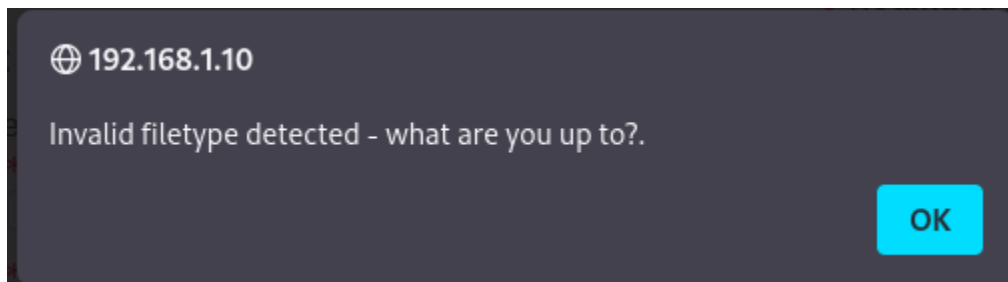 192.168.1.10
Invalid filetype detected - what are you up to?.
OK